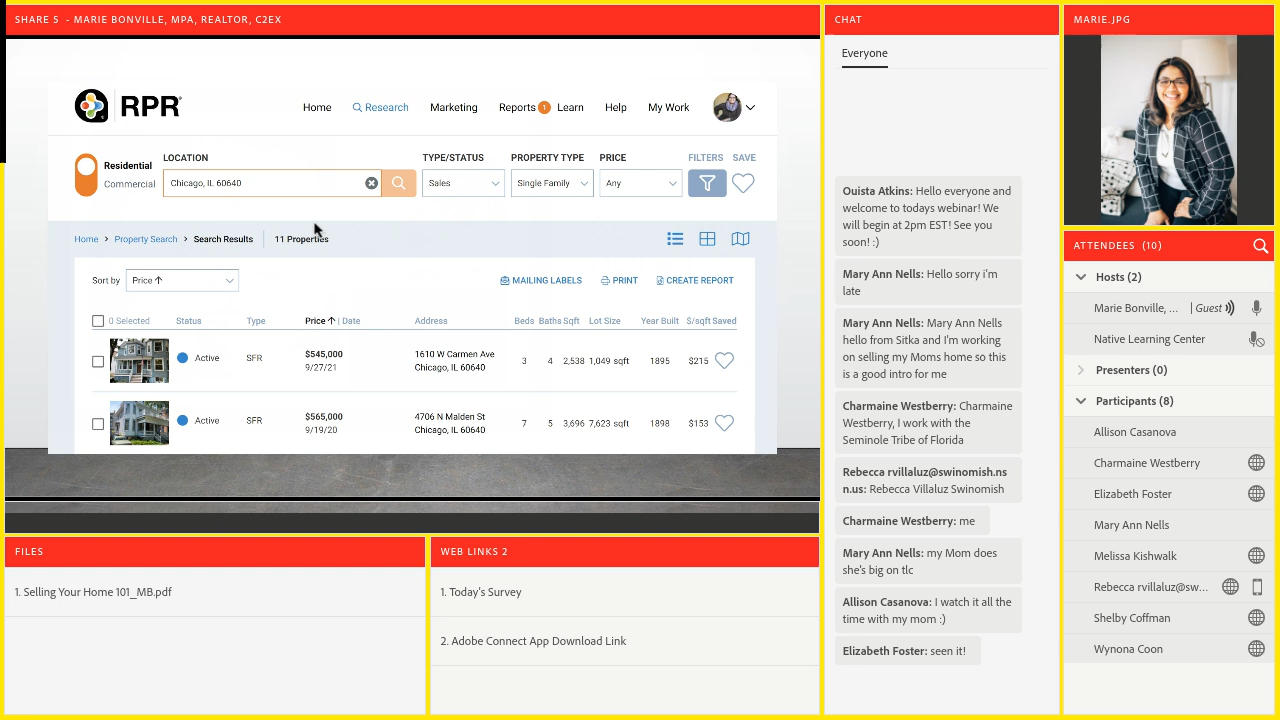 SHARE 5 - MARIE BONVILLE, MPA, REALTOR, C2EX
RPR
Home
Research
Marketing
Reports 1
Learn
Help
My Work
Residential
Commercial
LOCATION
Chicago, IL 60640
TYPE/STATUS
Sales
PROPERTY TYPE
Single Family
PRICE
Any
FILTERS
SAVE
Home > Property Search > Search Results
11 Properties
Sort by
Price ↑
MAILING LABELS
PRINT
CREATE REPORT
0 Selected Status Type Price ↑ | Date Address Beds Baths Sqft Lot Size Year Built $/sqft Saved
Active SFR $545,000 1610 W Carmen Ave 3 4 2,538 1,049 sqft 1895 $215
9/27/21 Chicago, IL 60640
Active SFR $565,000 4706 N Malden St 7 5 3,696 7,623 sqft 1898 $153
9/19/20 Chicago, IL 60640
FILES
1. Selling Your Home 101_MB.pdf
WEB LINKS 2
1. Today's Survey
2. Adobe Connect App Download Link
CHAT
Everyone
Ouista Atkins: Hello everyone and
welcome to todays webinar! We
will begin at 2pm EST! See you
soon! :)
Mary Ann Nells: Hello sorry i'm
late
Mary Ann Nells: Mary Ann Nells
hello from Sitka and I'm working
on selling my Moms home so this
is a good intro for me
Charmaine Westberry: Charmaine
Westberry, I work with the
Seminole Tribe of Florida
Rebecca rvillaluz@swinomish.ns
n.us: Rebecca Villaluz Swinomish
Charmaine Westberry: me
Mary Ann Nells: my Mom does
she's big on tlc
Allison Casanova: I watch it all the
time with my mom :)
Elizabeth Foster: seen it!
MARIE.JPG
ATTENDEES (10)
Hosts (2)
Marie Bonville, ... | Guest
Native Learning Center
Presenters (0)
Participants (8)
Allison Casanova
Charmaine Westberry
Elizabeth Foster
Mary Ann Nells
Melissa Kishwalk
Rebecca rvillaluz@sw...
Shelby Coffman
Wynona Coon